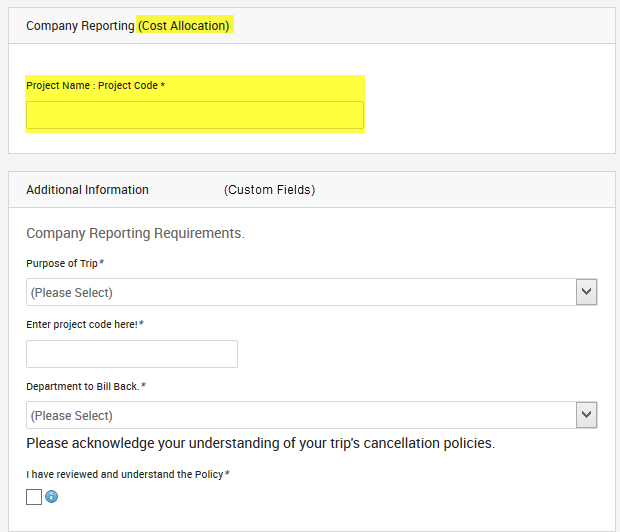 Company Reporting (Cost Allocation)
Project Name : Project Code *
Additional Information (Custom Fields)
Company Reporting Requirements.
Purpose of Trip*
(Please Select)
Enter project code here!*
Department to Bill Back.*
(Please Select)
Please acknowledge your understanding of your trip's cancellation policies.
I have reviewed and understand the Policy*
i